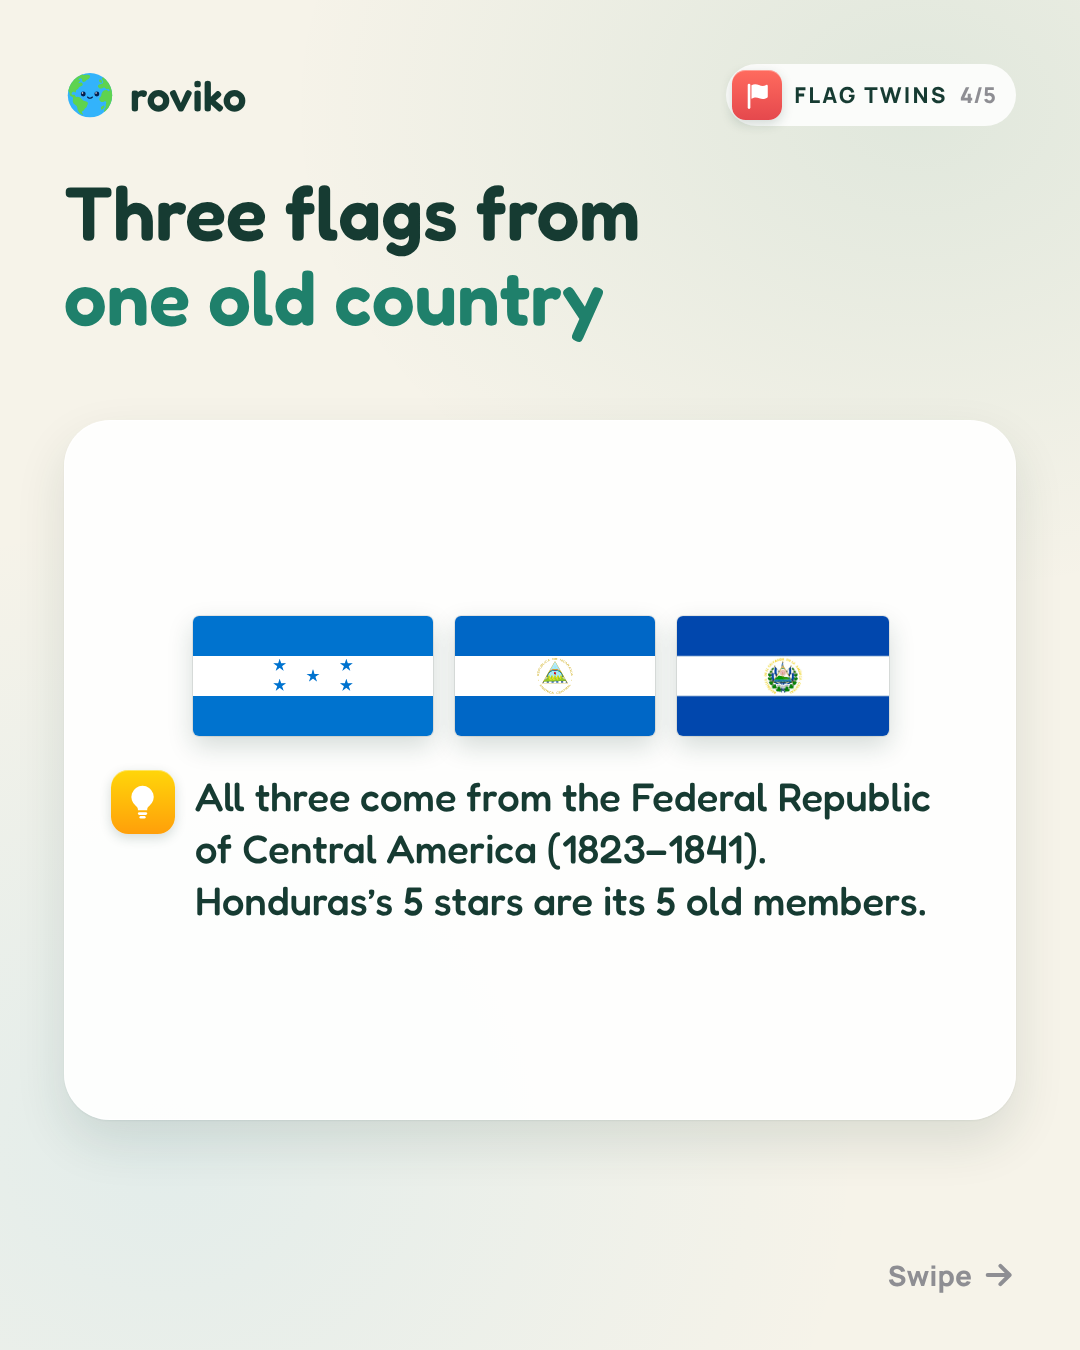 roviko
FLAG TWINS 4/5
Three flags from
one old country
All three come from the Federal Republic
of Central America (1823–1841).
Honduras’s 5 stars are its 5 old members.
Swipe →